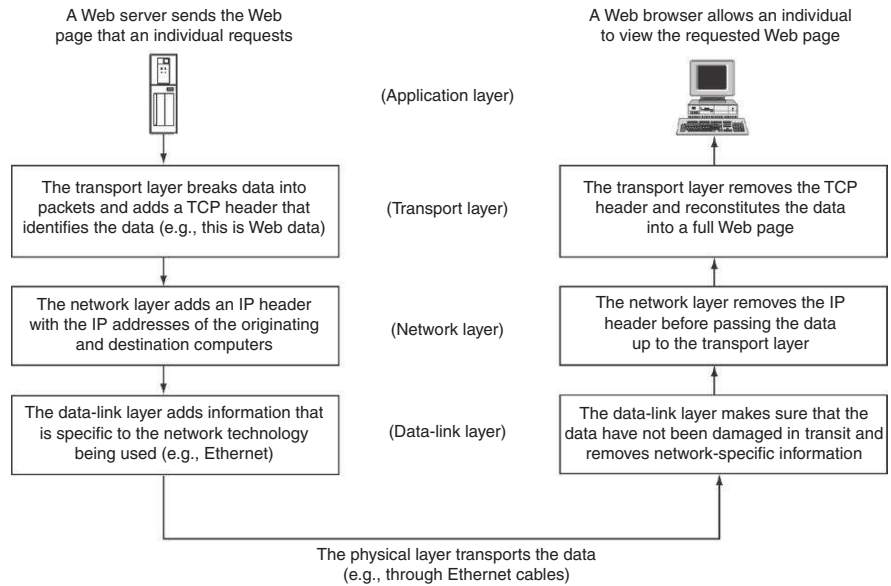 A Web server sends the Web
page that an individual requests
A Web browser allows an individual
to view the requested Web page
(Application layer)
The transport layer breaks data into
packets and adds a TCP header that
identifies the data (e.g., this is Web data)
(Transport layer)
The transport layer removes the TCP
header and reconstitutes the data
into a full Web page
The network layer adds an IP header
with the IP addresses of the originating
and destination computers
(Network layer)
The network layer removes the IP
header before passing the data
up to the transport layer
The data-link layer adds information that
is specific to the network technology
being used (e.g., Ethernet)
(Data-link layer)
The data-link layer makes sure that the
data have not been damaged in transit and
removes network-specific information
The physical layer transports the data
(e.g., through Ethernet cables)